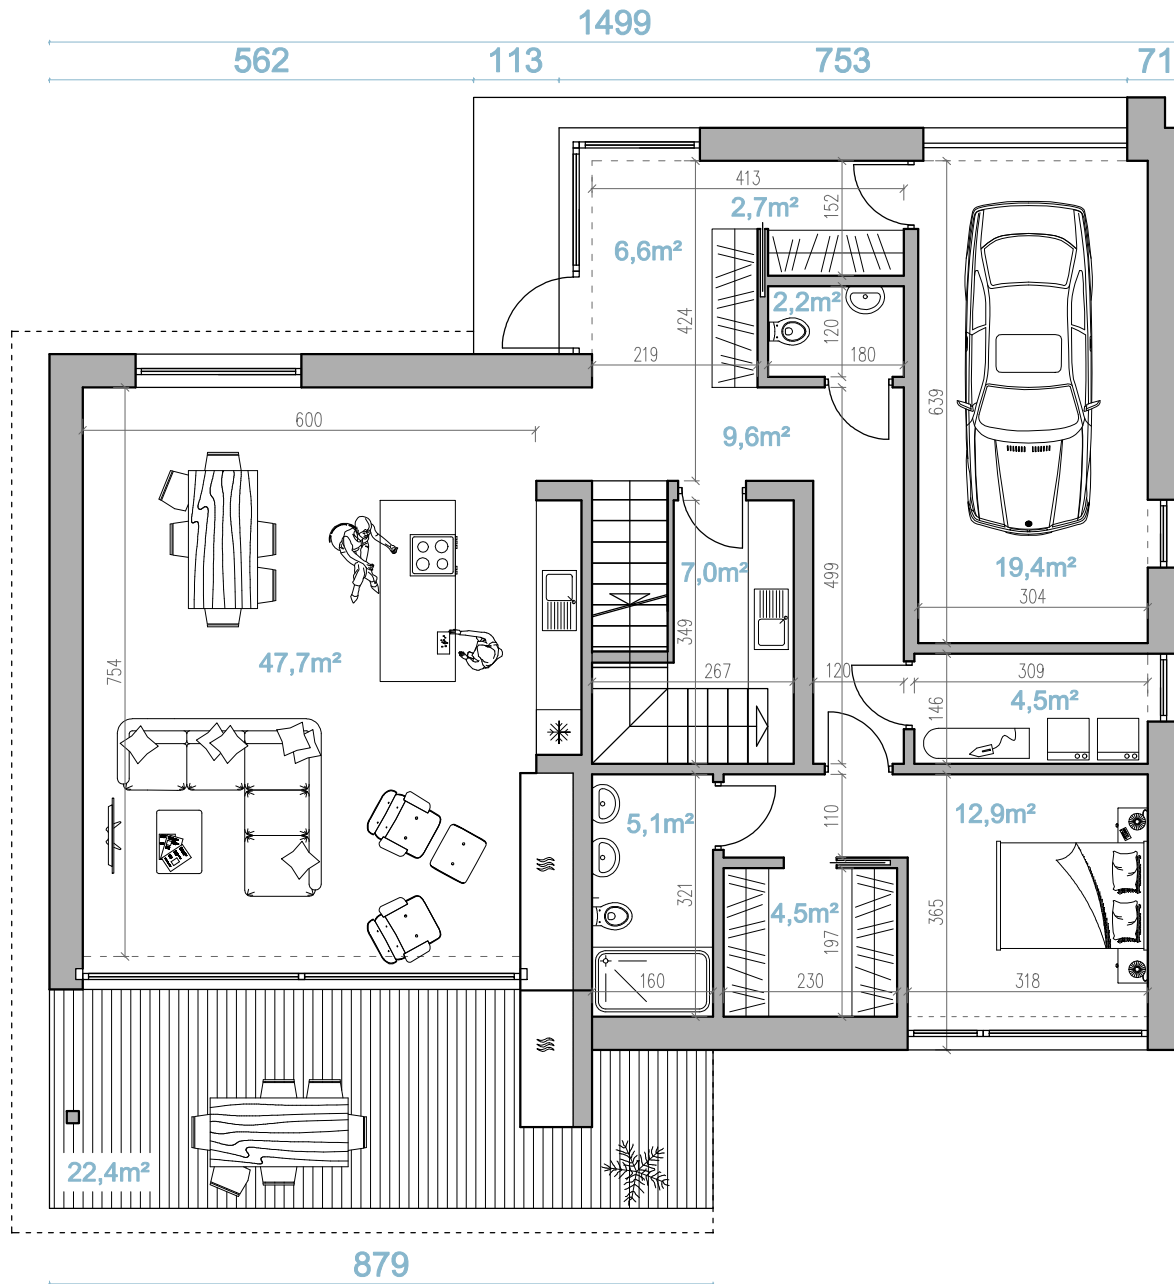 1499
562 113 753 71
413
2,7m²
152
6,6m²
2,2m²
424
120
219
180
639
600
9,6m²
7,0m²
499
19,4m²
304
349
47,7m²
754
267
120
309
4,5m²
146
5,1m²
110
12,9m²
321
4,5m²
365
197
160
230
318
22,4m²
879